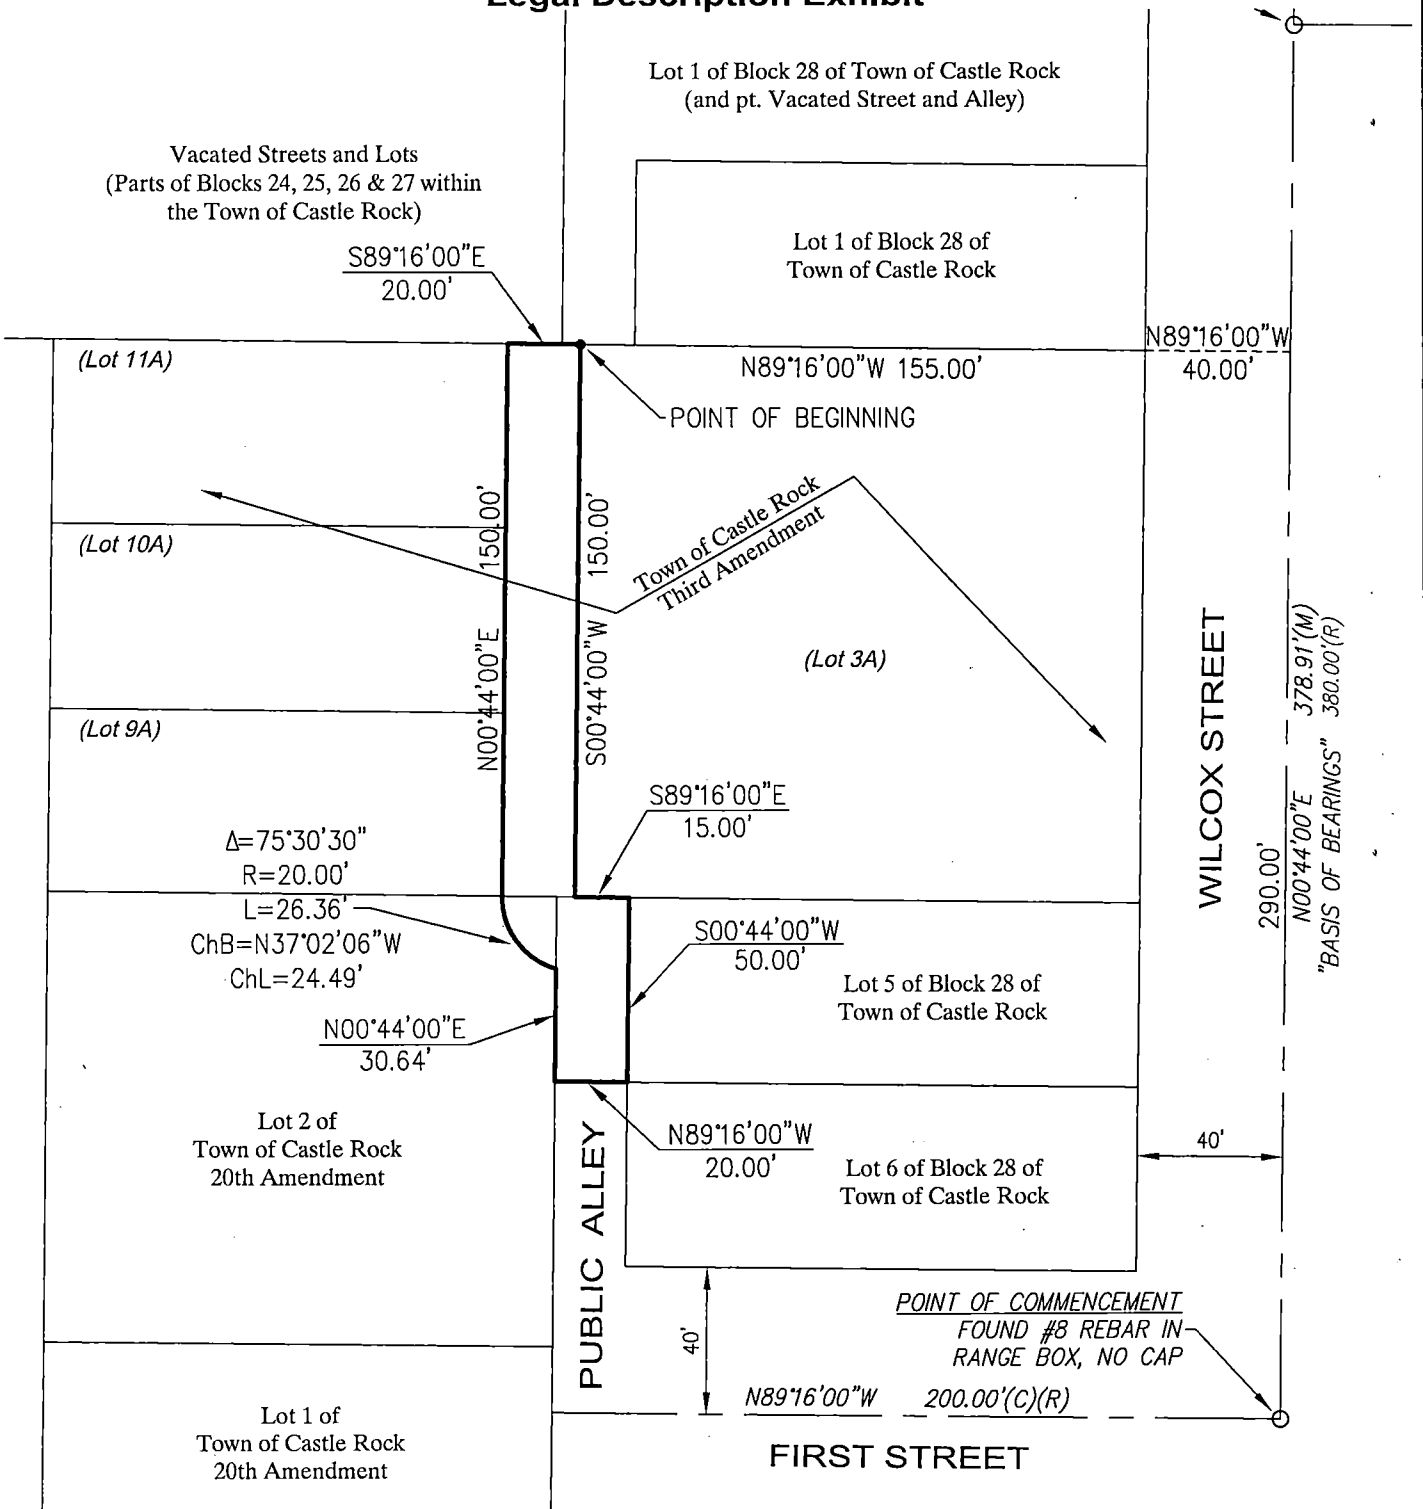 Legal Description Exhibit
Lot 1 of Block 28 of Town of Castle Rock
(and pt. Vacated Street and Alley)
Vacated Streets and Lots
(Parts of Blocks 24, 25, 26 & 27 within
the Town of Castle Rock)
Lot 1 of Block 28 of
Town of Castle Rock
S89°16'00"E
20.00'
N89°16'00"W
40.00'
(Lot 11A)
N89°16'00"W 155.00'
POINT OF BEGINNING
Town of Castle Rock
Third Amendment
(Lot 10A)
N00°44'00"E 150.00'
S00°44'00"W 150.00'
(Lot 3A)
(Lot 9A)
WILCOX STREET
290.00'
N00°44'00"E 378.91'(M)
"BASIS OF BEARINGS" 380.00'(R)
S89°16'00"E
15.00'
Δ=75°30'30"
R=20.00'
L=26.36'
ChB=N37°02'06"W
ChL=24.49'
S00°44'00"W
50.00'
Lot 5 of Block 28 of
Town of Castle Rock
N00°44'00"E
30.64'
Lot 2 of
Town of Castle Rock
20th Amendment
N89°16'00"W
20.00'
Lot 6 of Block 28 of
Town of Castle Rock
40'
PUBLIC ALLEY
40'
POINT OF COMMENCEMENT
FOUND #8 REBAR IN
RANGE BOX, NO CAP
N89°16'00"W 200.00'(C)(R)
Lot 1 of
Town of Castle Rock
20th Amendment
FIRST STREET